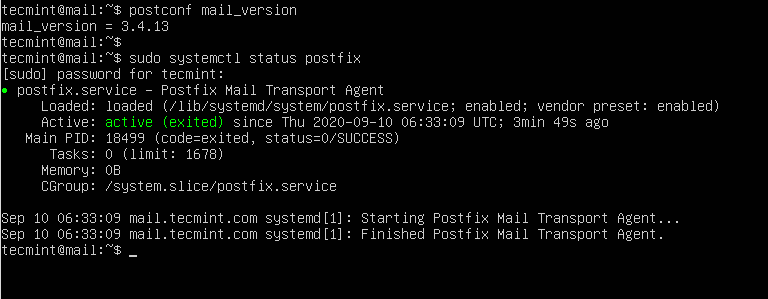 tecmint@mail:~$ postconf mail_version
mail_version = 3.4.13
tecmint@mail:~$
tecmint@mail:~$ sudo systemctl status postfix
[sudo] password for tecmint:
● postfix.service – Postfix Mail Transport Agent
     Loaded: loaded (/lib/systemd/system/postfix.service; enabled; vendor preset: enabled)
     Active: active (exited) since Thu 2020-09-10 06:33:09 UTC; 3min 49s ago
   Main PID: 18499 (code=exited, status=0/SUCCESS)
      Tasks: 0 (limit: 1678)
     Memory: 0B
     CGroup: /system.slice/postfix.service
Sep 10 06:33:09 mail.tecmint.com systemd[1]: Starting Postfix Mail Transport Agent...
Sep 10 06:33:09 mail.tecmint.com systemd[1]: Finished Postfix Mail Transport Agent.
tecmint@mail:~$ _